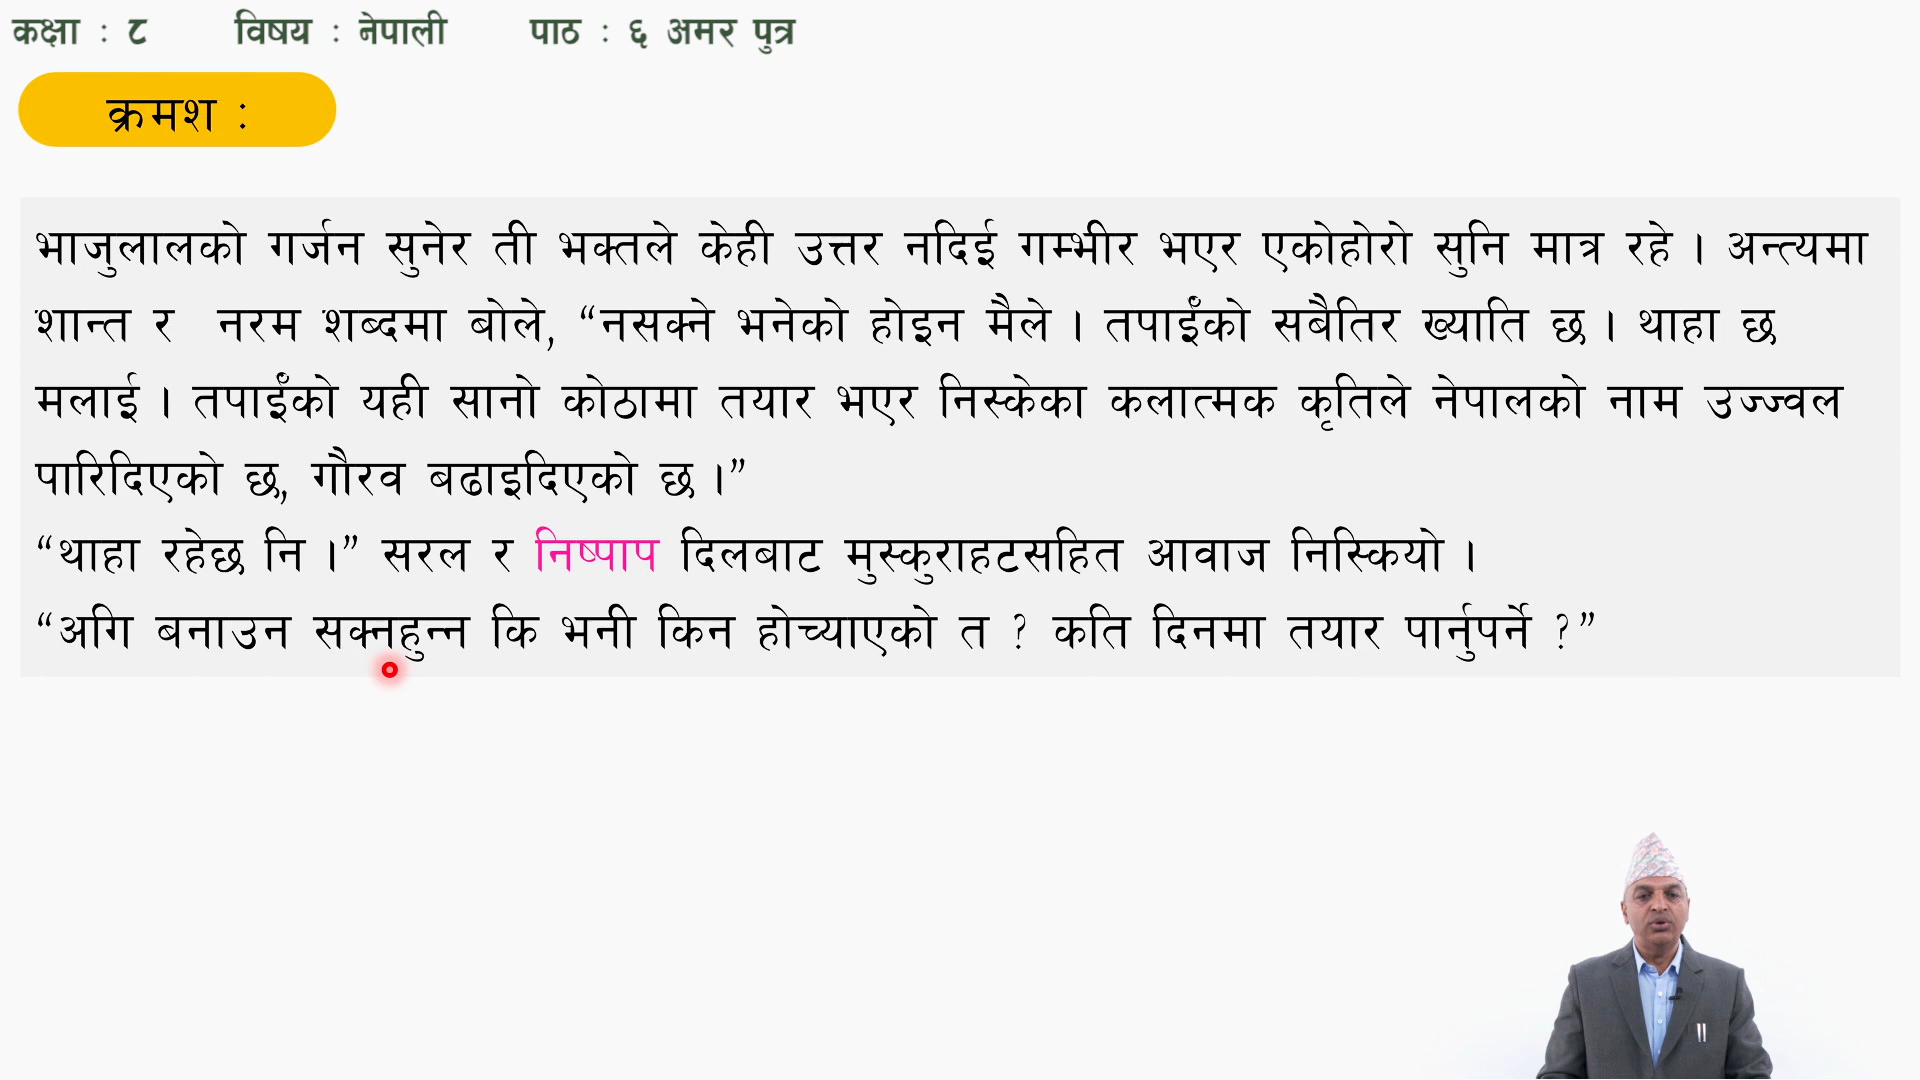 कक्षा : ८ विषय : नेपाली पाठ : ६ अमर पुत्र
क्रमश :
भाजुलालको गर्जन सुनेर ती भक्तले केही उत्तर नदिई गम्भीर भएर एकोहोरो सुनि मात्र रहे । अन्त्यमा
शान्त र नरम शब्दमा बोले, “नसक्ने भनेको होइन मैले । तपाईँको सबैतिर ख्याति छ । थाहा छ
मलाई । तपाईँको यही सानो कोठामा तयार भएर निस्केका कलात्मक कृतिले नेपालको नाम उज्ज्वल
पारिदिएको छ, गौरव बढाइदिएको छ ।”
“थाहा रहेछ नि ।” सरल र निष्पाप दिलबाट मुस्कुराहटसहित आवाज निस्कियो ।
“अगि बनाउन सक्नहुन्न कि भनी किन होच्याएको त ? कति दिनमा तयार पार्नुपर्ने ?”